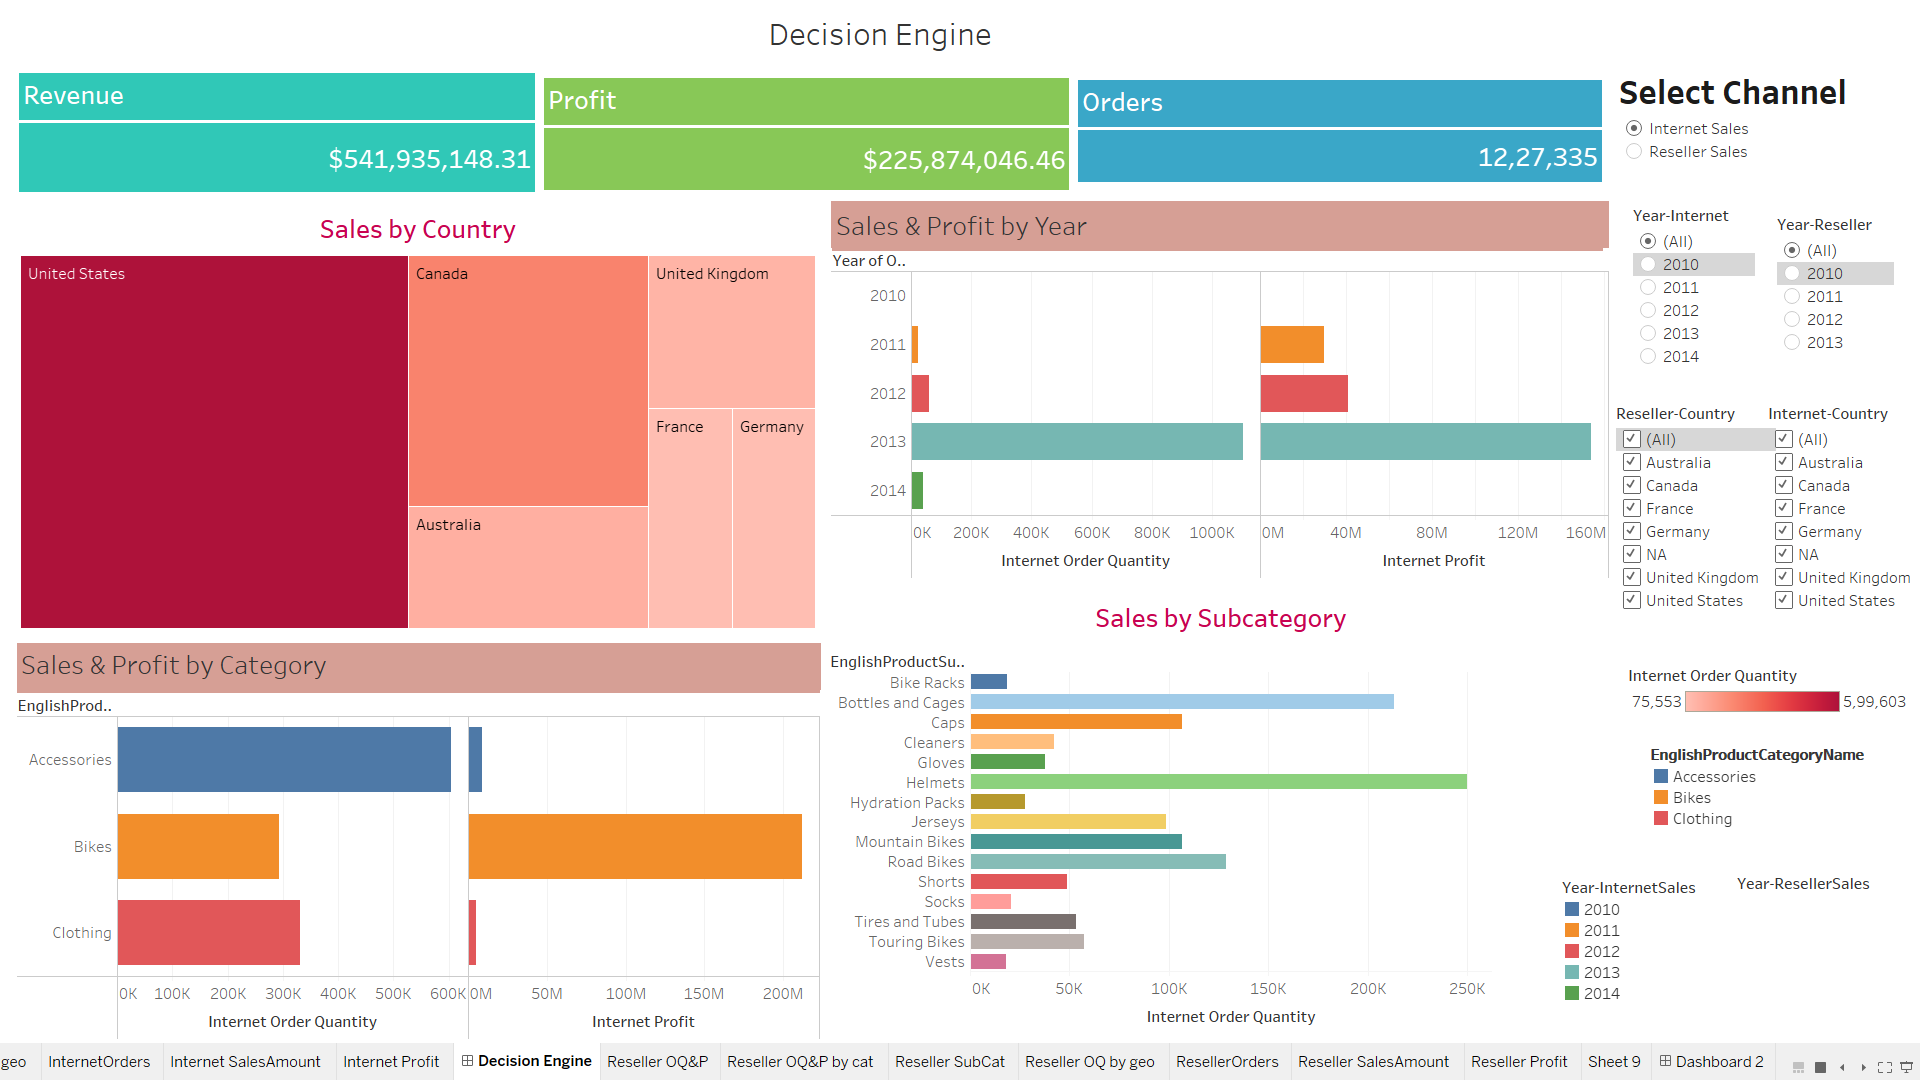 Decision Engine
Revenue
$541,935,148.31
Profit
$225,874,046.46
Orders
12,27,335
Select Channel
Internet Sales
Reseller Sales
Sales by Country
United States
Canada
United Kingdom
France
Germany
Australia
Sales & Profit by Year
Year of O..
2010
2011
2012
2013
2014
0K 200K 400K 600K 800K 1000K
0M 40M 80M 120M 160M
Internet Order Quantity
Internet Profit
Year-Internet
(All)
2010
2011
2012
2013
2014
Year-Reseller
(All)
2010
2011
2012
2013
Reseller-Country
(All)
Australia
Canada
France
Germany
NA
United Kingdom
United States
Internet-Country
(All)
Australia
Canada
France
Germany
NA
United Kingdom
United States
Sales & Profit by Category
EnglishProd..
Accessories
Bikes
Clothing
0K 100K 200K 300K 400K 500K 600K
0M 50M 100M 150M 200M
Internet Order Quantity
Internet Profit
Sales by Subcategory
EnglishProductSu..
Bike Racks
Bottles and Cages
Caps
Cleaners
Gloves
Helmets
Hydration Packs
Jerseys
Mountain Bikes
Road Bikes
Shorts
Socks
Tires and Tubes
Touring Bikes
Vests
0K 50K 100K 150K 200K 250K
Internet Order Quantity
Internet Order Quantity
75,553 5,99,603
EnglishProductCategoryName
Accessories
Bikes
Clothing
Year-InternetSales
2010
2011
2012
2013
2014
Year-ResellerSales
geo InternetOrders Internet SalesAmount Internet Profit Decision Engine Reseller OQ&P Reseller OQ&P by cat Reseller SubCat Reseller OQ by geo ResellerOrders Reseller SalesAmount Reseller Profit Sheet 9 Dashboard 2